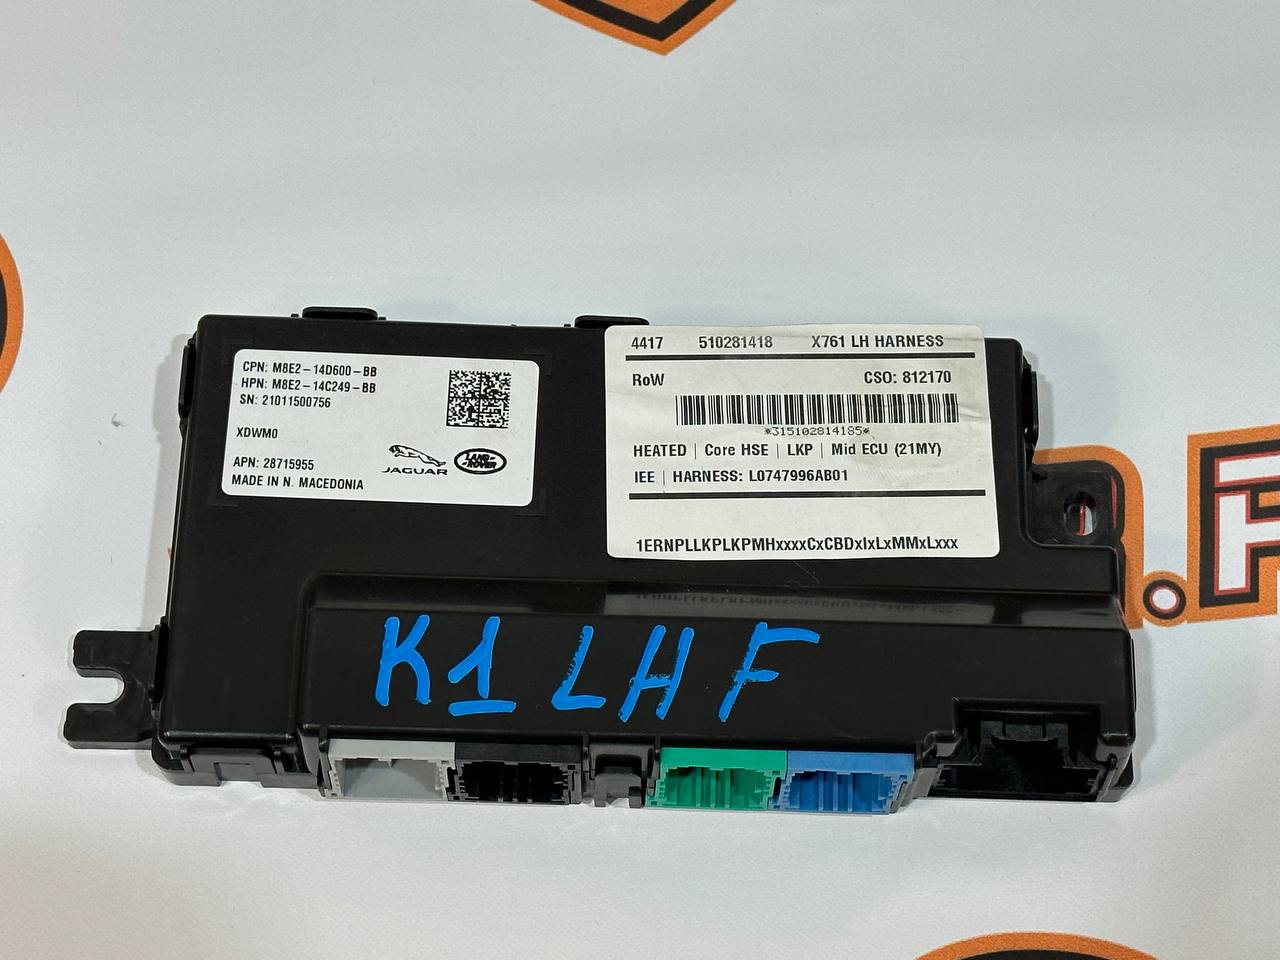 CPN: M8E2-14D600-BB
HPN: M8E2-14C249-BB
SN: 21011500756
XDWM0
APN: 28715955
MADE IN N. MACEDONIA
JAGUAR
LAND ROVER
4417 510281418 X761 LH HARNESS
RoW CSO: 812170
*315102814185*
HEATED | Core HSE | LKP | Mid ECU (21MY)
IEE | HARNESS: L0747996AB01
1ERNPLLKPLKPMHxxxxCxCBDxIxLxMMxLxxx
K1 LHF